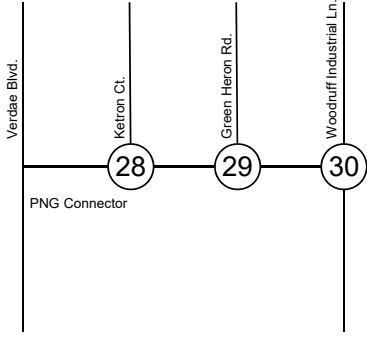 Verdae Blvd.
Ketron Ct.
Green Heron Rd.
Woodruff Industrial Ln.
28
29
30
PNG Connector